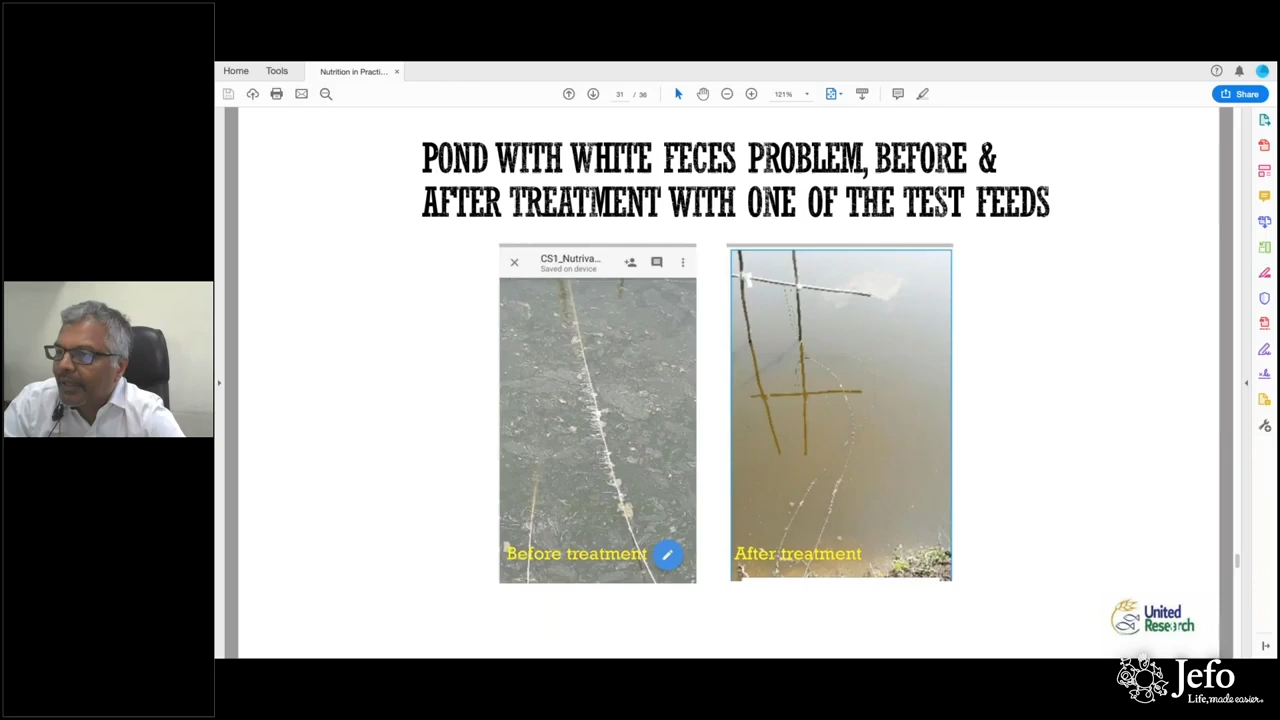 Home Tools Nutrition in Practi... ×
31 / 36 121% Share
POND WITH WHITE FECES PROBLEM, BEFORE &
AFTER TREATMENT WITH ONE OF THE TEST FEEDS
CS1_Nutriva...
Saved on device
Before treatment
After treatment
United
Research
Jefo
Life, made easier.